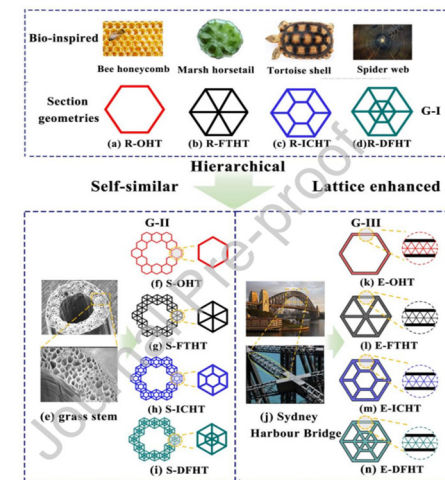 Bio-inspired
Bee honeycomb Marsh horsetail Tortoise shell Spider web
Section
geometries
G-I
(a) R-OHT (b) R-FTHT (c) R-ICHT (d)R-DFHT
Hierarchical
Self-similar Lattice enhanced
G-II
(f) S-OHT
(g) S-FTHT
(e) grass stem
(h) S-ICHT
(i) S-DFHT
G-III
(k) E-OHT
(l) E-FTHT
(j) Sydney
Harbour Bridge
(m) E-ICHT
(n) E-DFHT
Journal Pre-proof